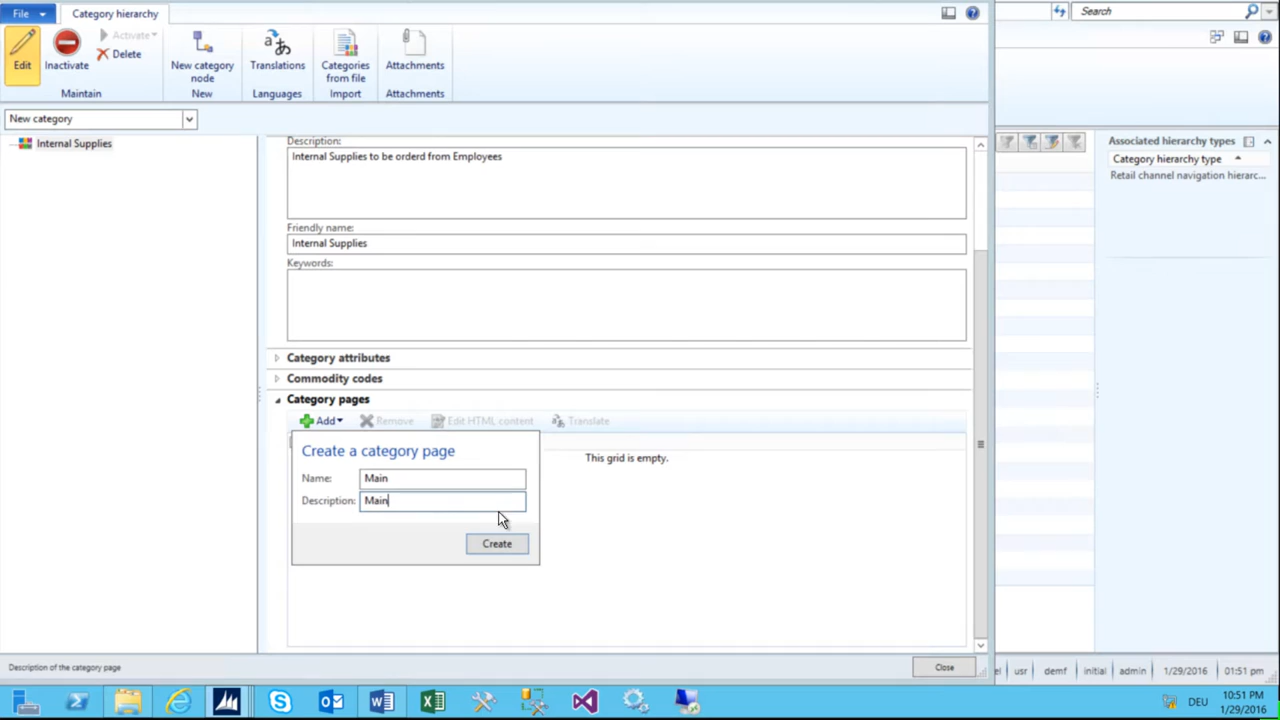 File
Category hierarchy
Search
Edit
Inactivate
Activate
Delete
New category node
Translations
Categories from file
Attachments
Maintain
New
Languages
Import
Attachments
New category
Internal Supplies
Description:
Internal Supplies to be orderd from Employees
Friendly name:
Internal Supplies
Keywords:
Category attributes
Commodity codes
Category pages
Add
Remove
Edit HTML content
Translate
This grid is empty.
Create a category page
Name:
Main
Description:
Main
Create
Associated hierarchy types
Category hierarchy type
Retail channel navigation hierarc...
Description of the category page
Close
usr
demf
initial
admin
1/29/2016
01:51 pm
DEU
10:51 PM
1/29/2016